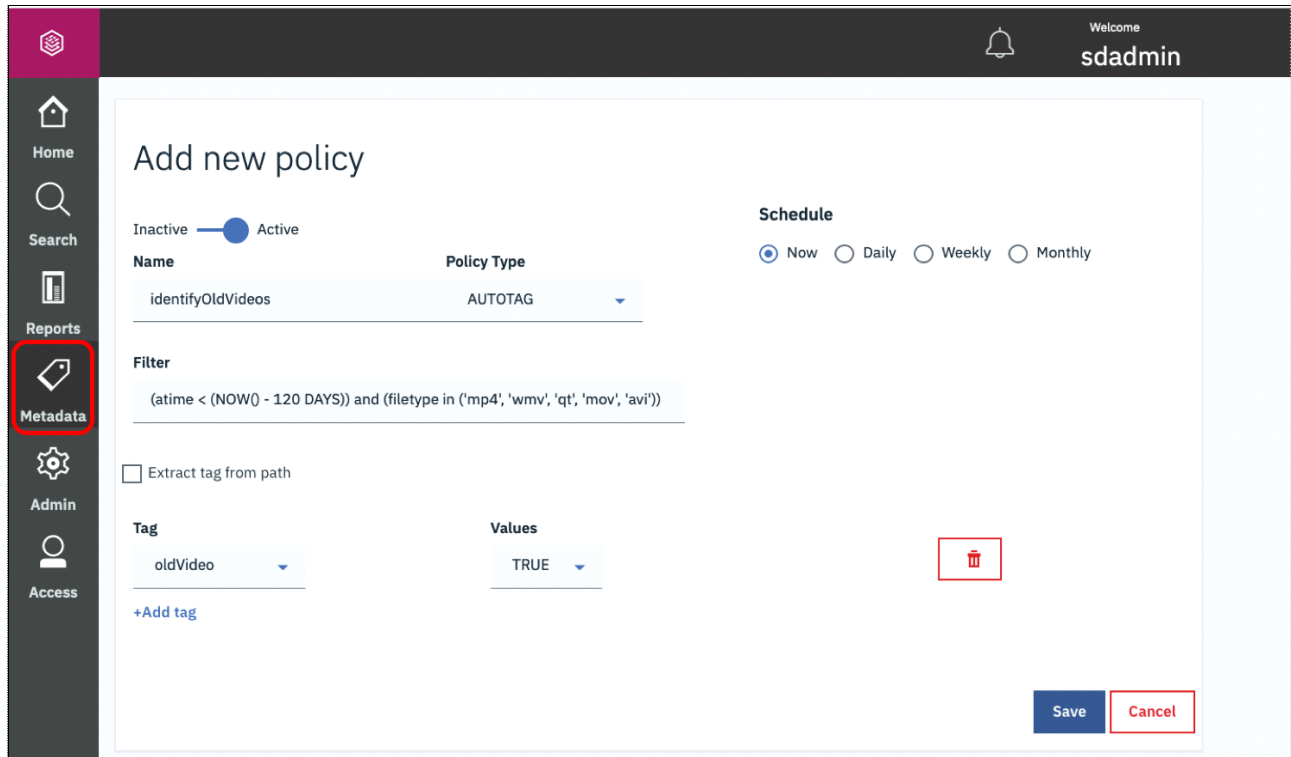 Welcome
sdadmin
Home
Search
Reports
Metadata
Admin
Access
Add new policy
Inactive Active
Name Policy Type
identifyOldVideos AUTOTAG
Schedule
Now Daily Weekly Monthly
Filter
(atime < (NOW() - 120 DAYS)) and (filetype in ('mp4', 'wmv', 'qt', 'mov', 'avi'))
Extract tag from path
Tag Values
oldVideo TRUE
+Add tag
Save Cancel